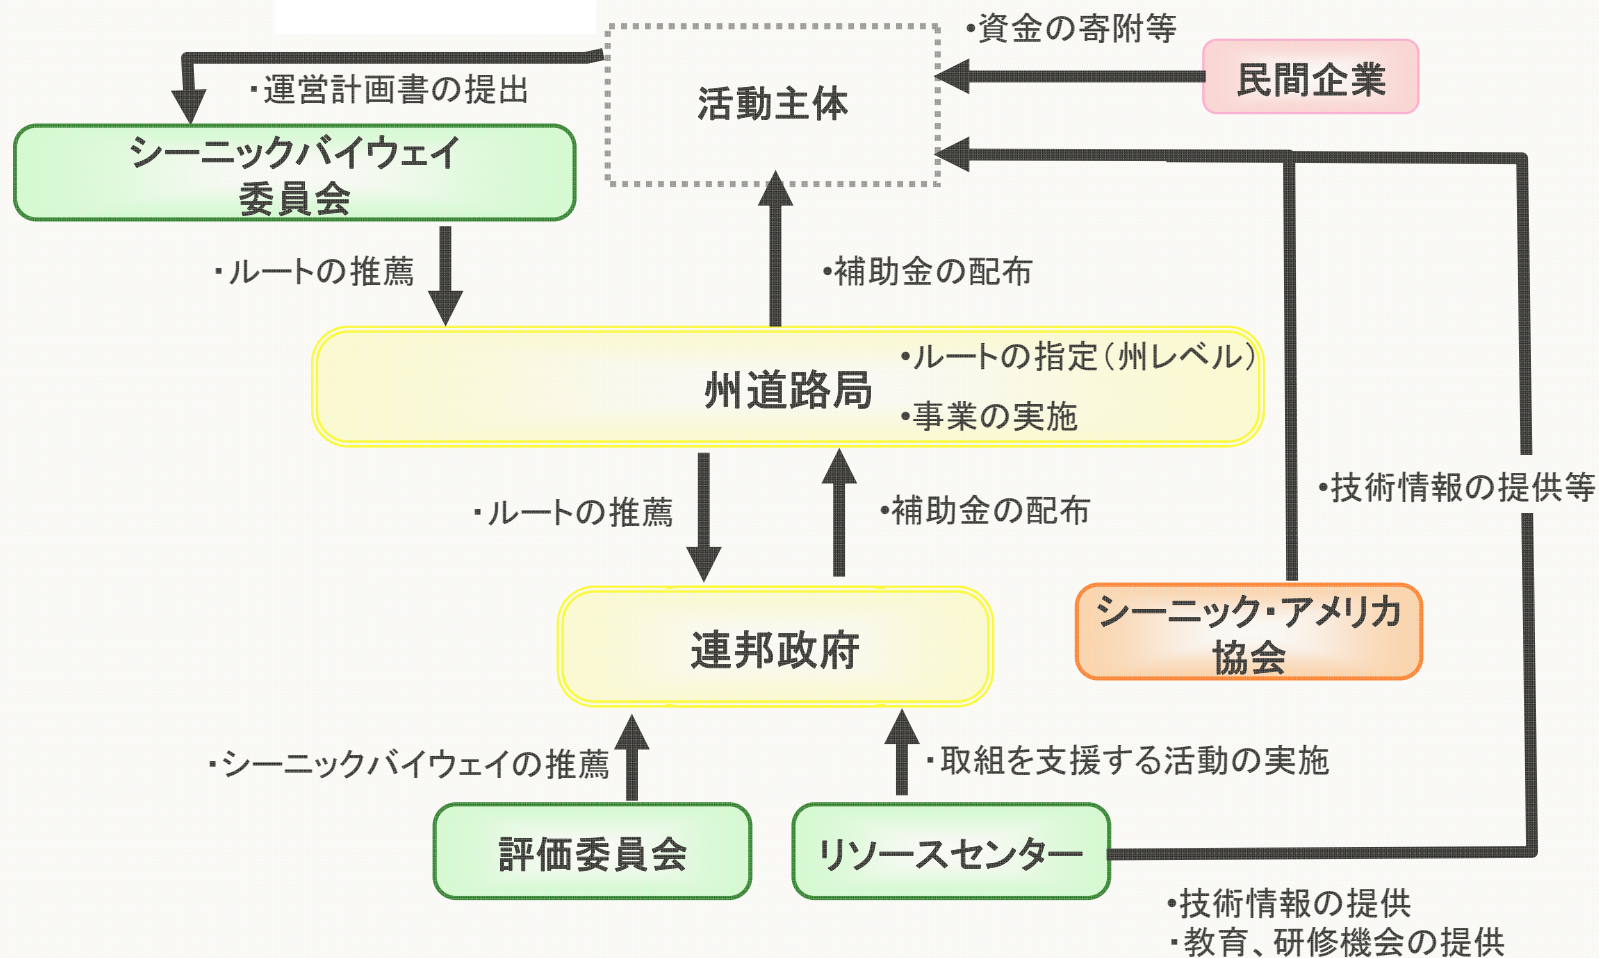 •資金の寄附等
民間企業
活動主体
・運営計画書の提出
シーニックバイウェイ
委員会
・ルートの推薦
•補助金の配布
州道路局
•ルートの指定（州レベル）
•事業の実施
・ルートの推薦
•補助金の配布
•技術情報の提供等
連邦政府
シーニック・アメリカ
協会
・シーニックバイウェイの推薦
・取組を支援する活動の実施
評価委員会
リソースセンター
•技術情報の提供
・教育、研修機会の提供